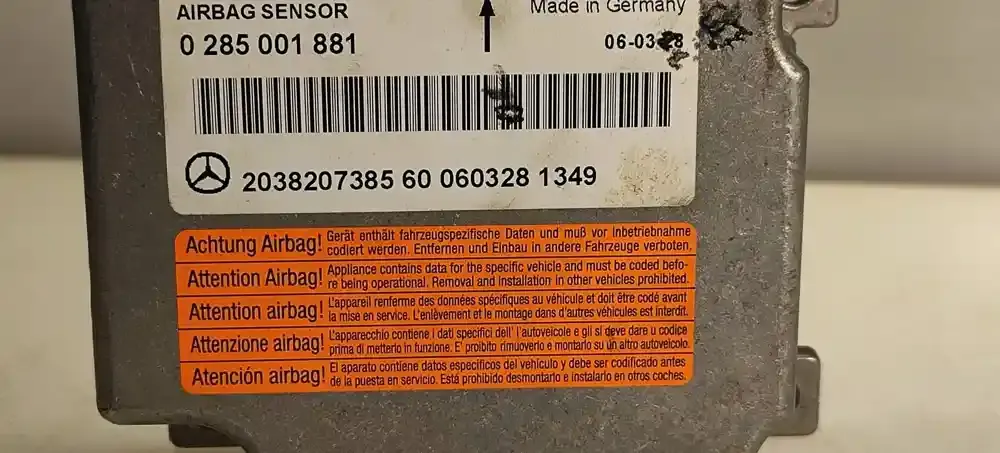 AIRBAG SENSOR
Made in Germany
0 285 001 881
06-03-28
2038207385 60 060328 1349
Achtung Airbag! Gerät enthält fahrzeugspezifische Daten und muß vor Inbetriebnahme
codiert werden. Entfernen und Einbau in andere Fahrzeuge verboten.
Attention Airbag! Appliance contains data for the specific vehicle and must be coded befo-
re being operational. Removal and installation in other vehicles prohibited.
Attention airbag! L'appareil renferme des données spécifiques au véhicule et doit être codé avant
la mise en service. L'enlèvement et le montage dans d'autres véhicules est interdit.
Attenzione airbag! L'apparecchio contiene i dati specifici dell' l'autoveicolo e gli si deve dare u codice
prima di metterlo in funzione. E' proibito rimuoverlo e montarlo su un altro autoveicolo.
Atención airbag! El aparato contiene datos específicos del vehículo y debe ser codificado antes
de la puesta en servicio. Está prohibido desmontarlo e instalarlo en otros coches.